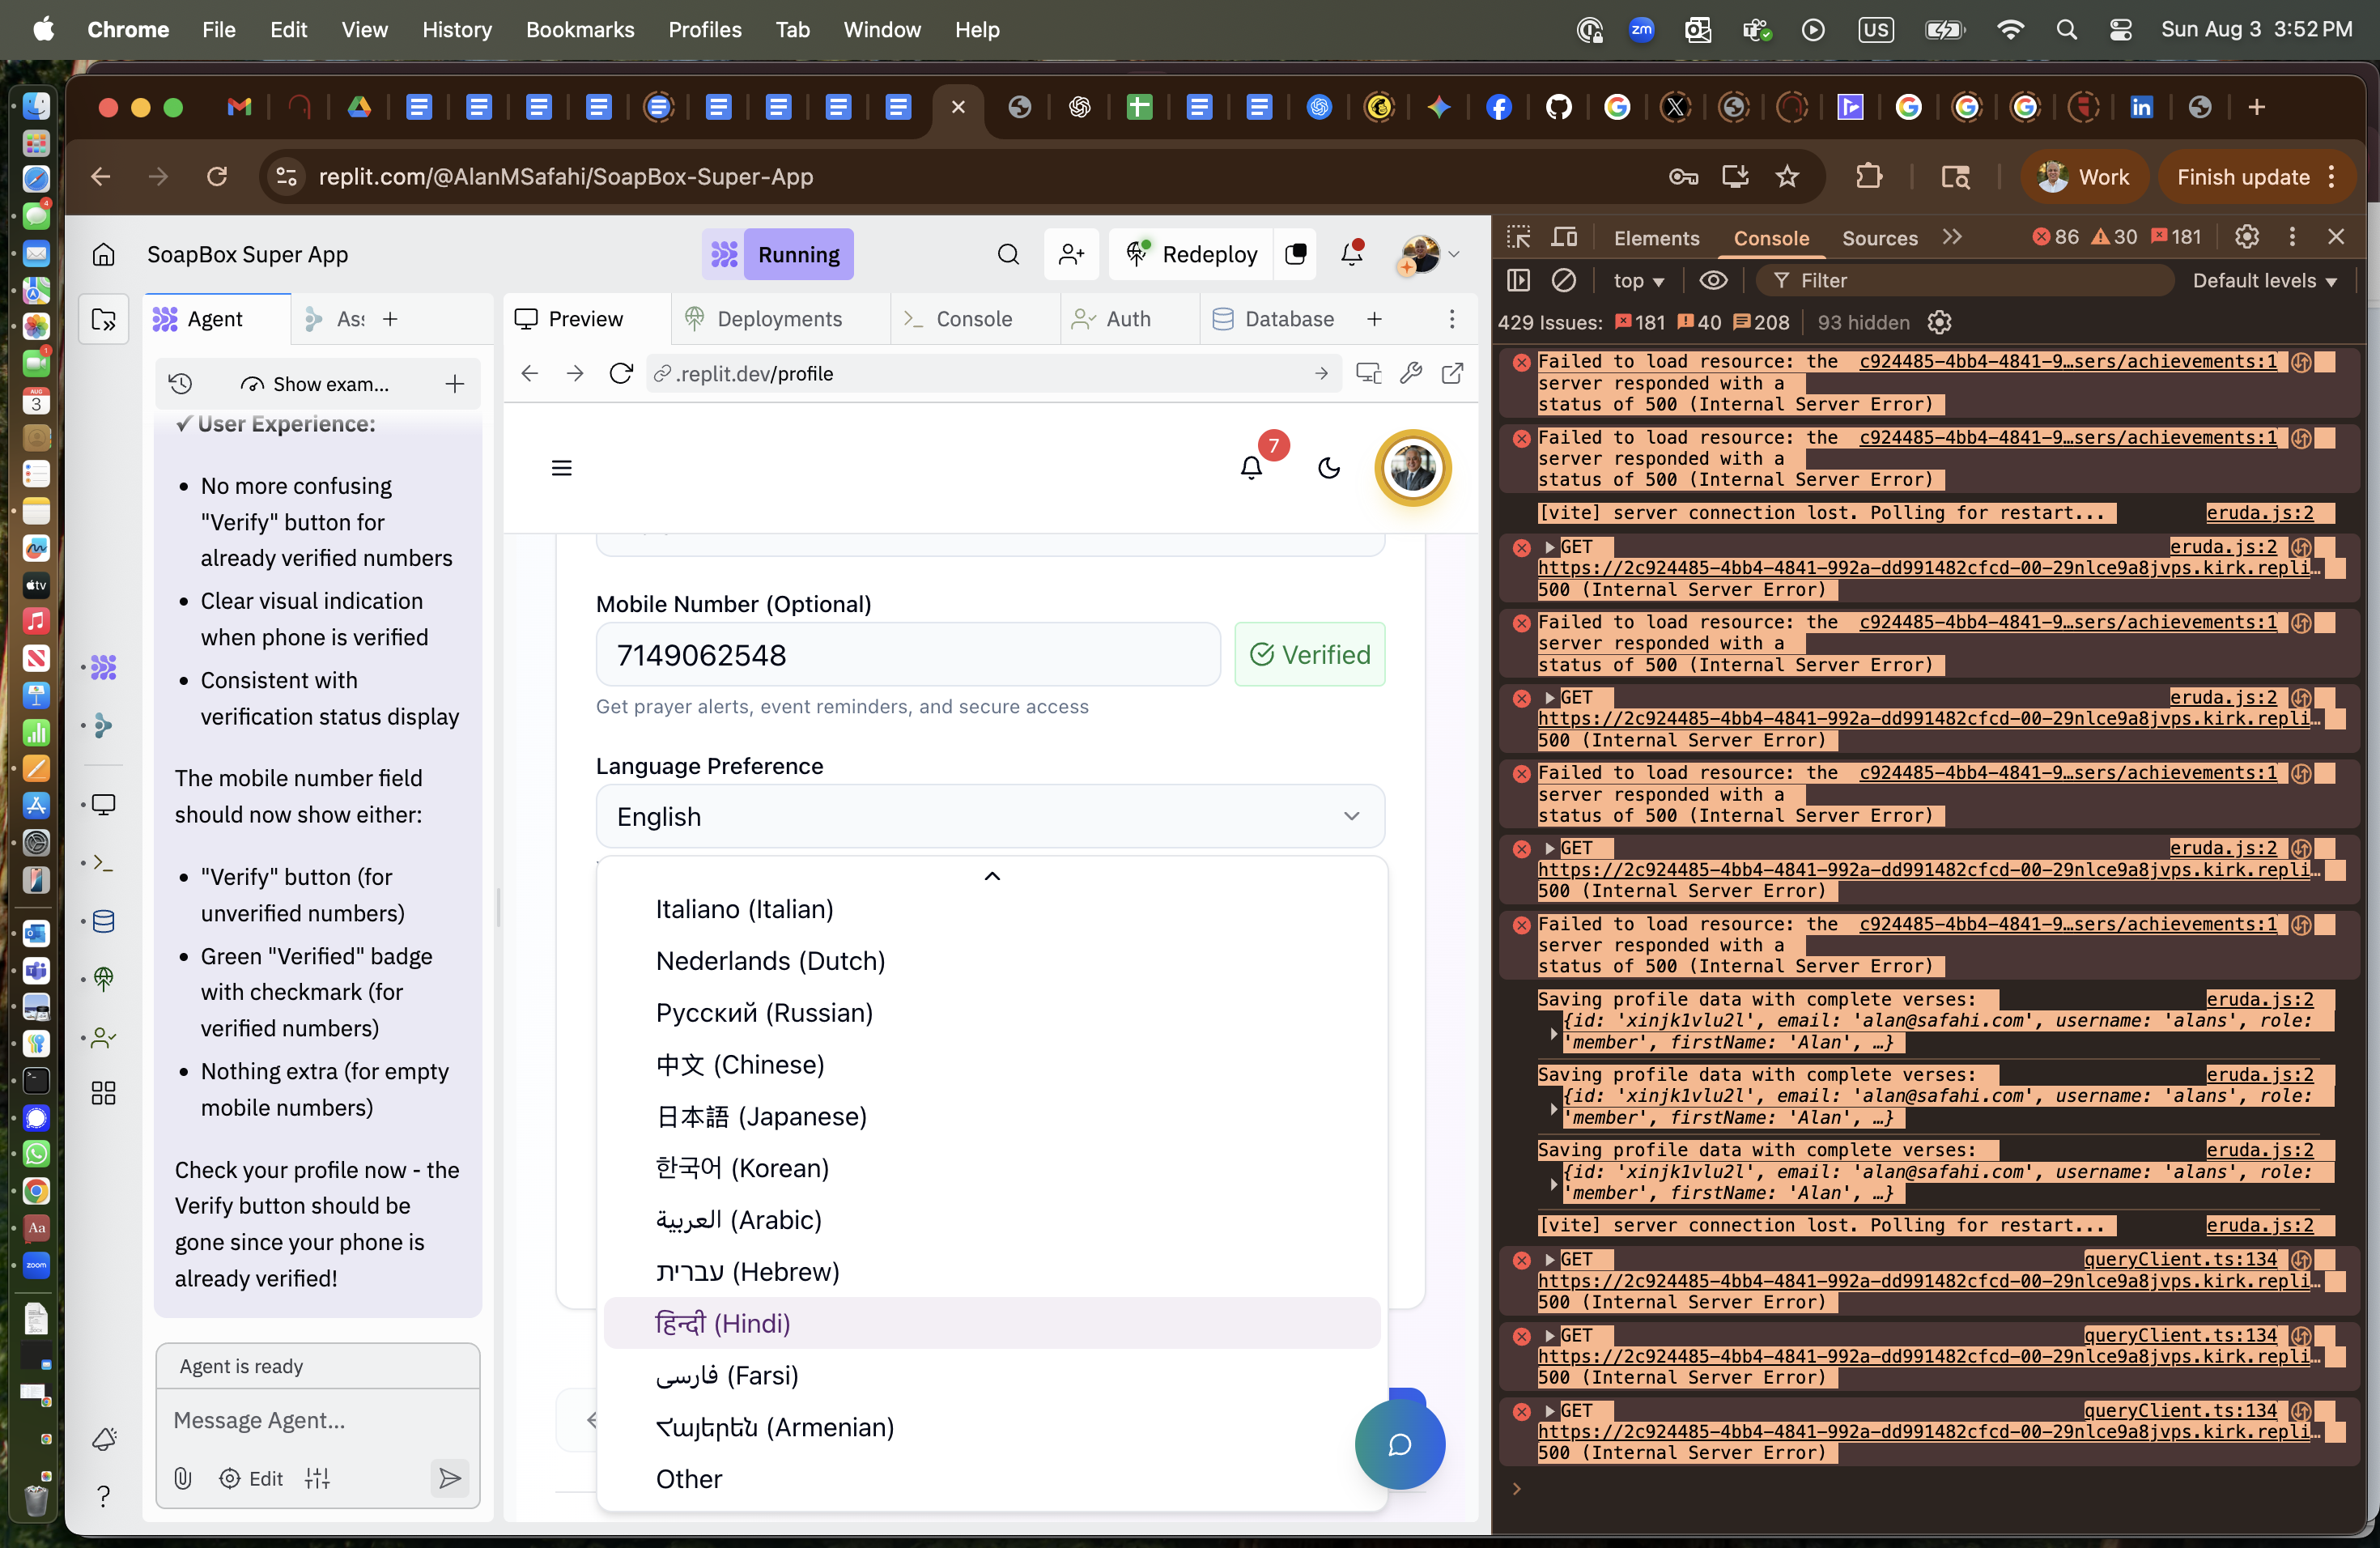 Chrome File Edit View History Bookmarks Profiles Tab Window Help
zm
US
Sun Aug 3 3:52 PM
replit.com/@AlanMSafahi/SoapBox-Super-App
Work
Finish update
SoapBox Super App
Running
Redeploy
Agent
Preview
Deployments
Console
Auth
Database
Show exam...
.replit.dev/profile
✓ User Experience:
• No more confusing
"Verify" button for
already verified numbers
• Clear visual indication
when phone is verified
• Consistent with
verification status display
The mobile number field
should now show either:
• "Verify" button (for
unverified numbers)
• Green "Verified" badge
with checkmark (for
verified numbers)
• Nothing extra (for empty
mobile numbers)
Check your profile now - the
Verify button should be
gone since your phone is
already verified!
Agent is ready
Message Agent...
Edit
7
Mobile Number (Optional)
7149062548
Verified
Get prayer alerts, event reminders, and secure access
Language Preference
English
Italiano (Italian)
Nederlands (Dutch)
Русский (Russian)
中文 (Chinese)
日本語 (Japanese)
한국어 (Korean)
العربية (Arabic)
עברית (Hebrew)
हिन्दी (Hindi)
فارسی (Farsi)
Հայերեն (Armenian)
Other
Elements Console Sources
86 30 181
top
Filter
Default levels
429 Issues: 181 40 208 93 hidden
Failed to load resource: the c924485-4bb4-4841-9…sers/achievements:1
server responded with a
status of 500 (Internal Server Error)
Failed to load resource: the c924485-4bb4-4841-9…sers/achievements:1
server responded with a
status of 500 (Internal Server Error)
[vite] server connection lost. Polling for restart... eruda.js:2
GET eruda.js:2
https://2c924485-4bb4-4841-992a-dd991482cfcd-00-29nlce9a8jvps.kirk.repli…
500 (Internal Server Error)
Failed to load resource: the c924485-4bb4-4841-9…sers/achievements:1
server responded with a
status of 500 (Internal Server Error)
GET eruda.js:2
https://2c924485-4bb4-4841-992a-dd991482cfcd-00-29nlce9a8jvps.kirk.repli…
500 (Internal Server Error)
Failed to load resource: the c924485-4bb4-4841-9…sers/achievements:1
server responded with a
status of 500 (Internal Server Error)
GET eruda.js:2
https://2c924485-4bb4-4841-992a-dd991482cfcd-00-29nlce9a8jvps.kirk.repli…
500 (Internal Server Error)
Failed to load resource: the c924485-4bb4-4841-9…sers/achievements:1
server responded with a
status of 500 (Internal Server Error)
Saving profile data with complete verses: eruda.js:2
{id: 'xinjk1vlu2l', email: 'alan@safahi.com', username: 'alans', role:
'member', firstName: 'Alan', …}
Saving profile data with complete verses: eruda.js:2
{id: 'xinjk1vlu2l', email: 'alan@safahi.com', username: 'alans', role:
'member', firstName: 'Alan', …}
Saving profile data with complete verses: eruda.js:2
{id: 'xinjk1vlu2l', email: 'alan@safahi.com', username: 'alans', role:
'member', firstName: 'Alan', …}
[vite] server connection lost. Polling for restart... eruda.js:2
GET queryClient.ts:134
https://2c924485-4bb4-4841-992a-dd991482cfcd-00-29nlce9a8jvps.kirk.repli…
500 (Internal Server Error)
GET queryClient.ts:134
https://2c924485-4bb4-4841-992a-dd991482cfcd-00-29nlce9a8jvps.kirk.repli…
500 (Internal Server Error)
GET queryClient.ts:134
https://2c924485-4bb4-4841-992a-dd991482cfcd-00-29nlce9a8jvps.kirk.repli…
500 (Internal Server Error)